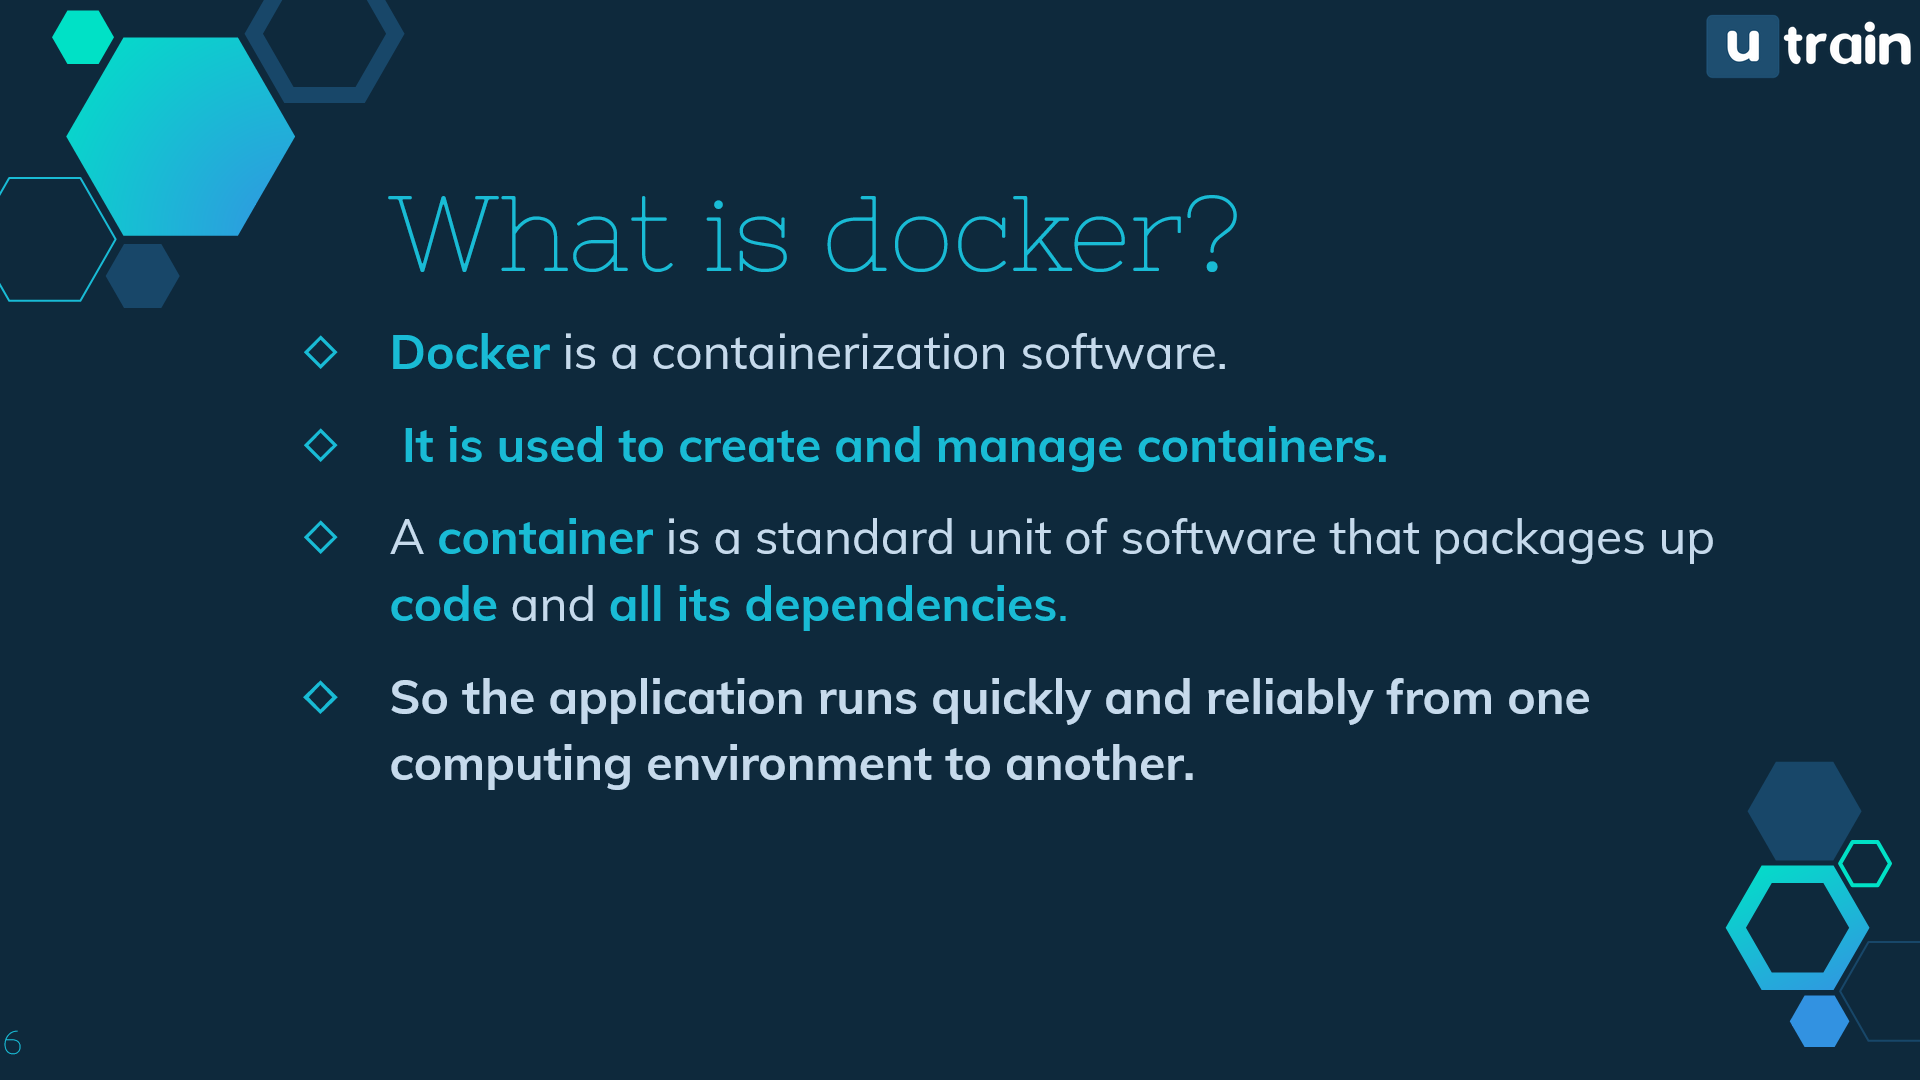 u train
What is docker?
Docker is a containerization software.
It is used to create and manage containers.
A container is a standard unit of software that packages up
code and all its dependencies.
So the application runs quickly and reliably from one
computing environment to another.
6